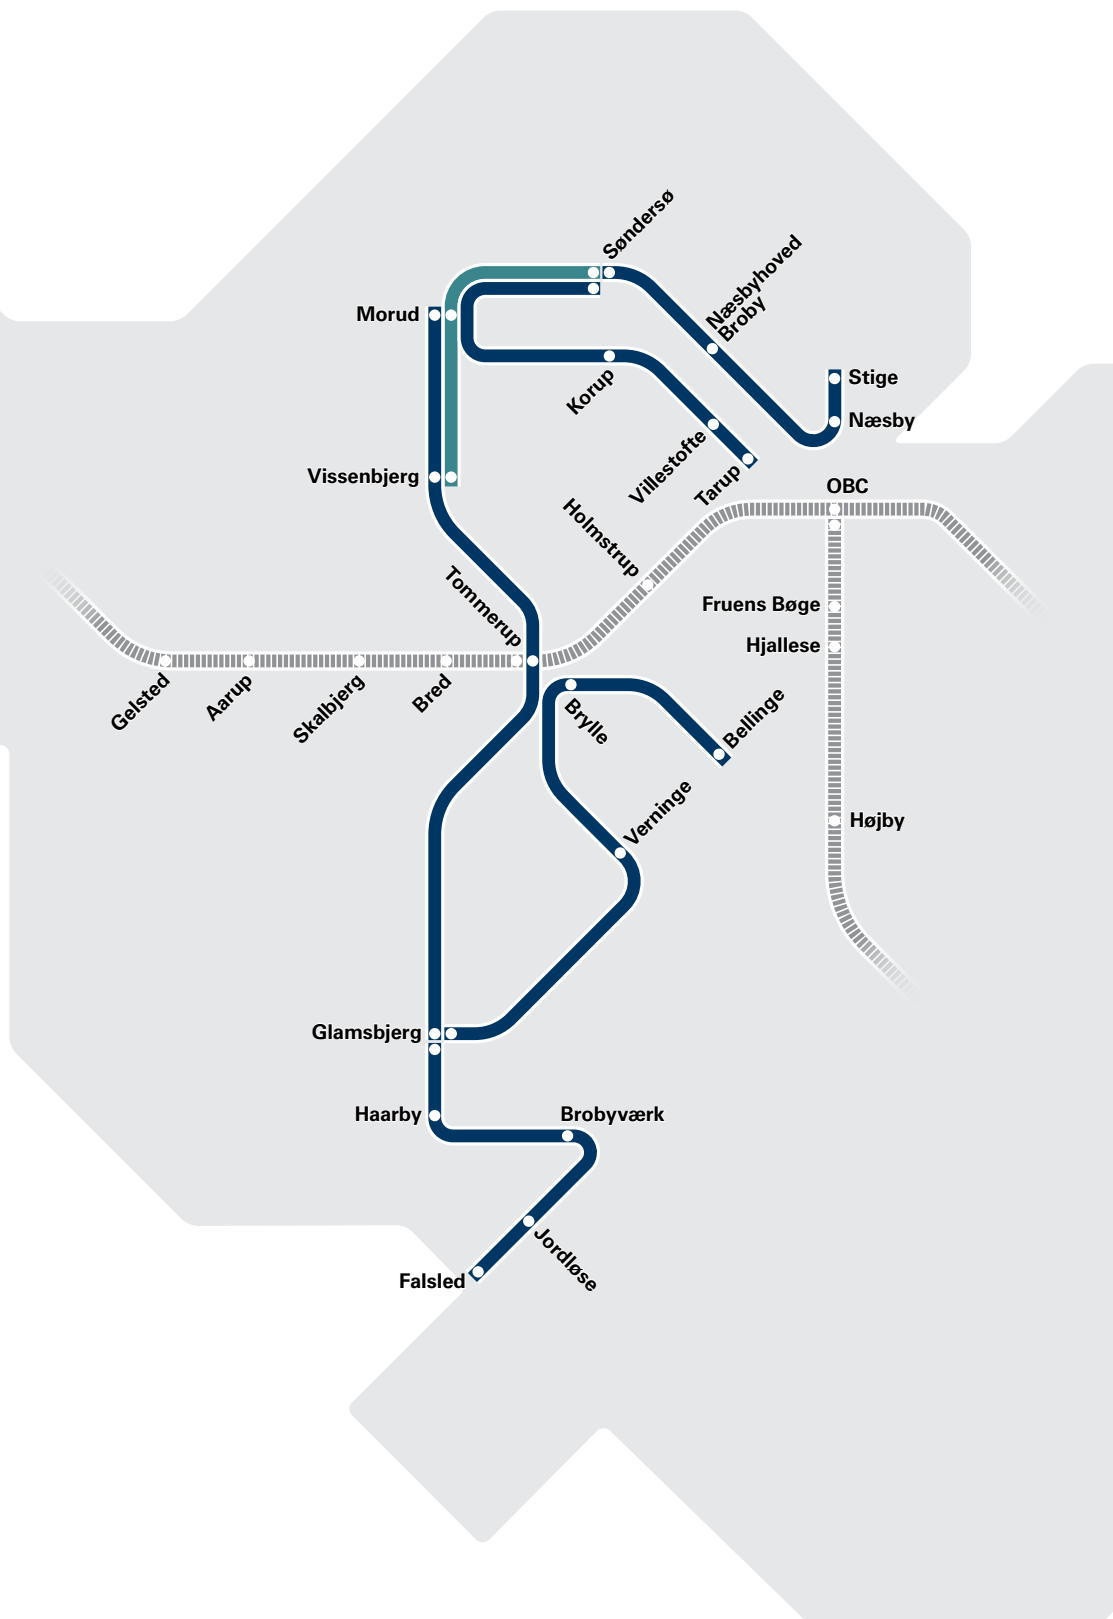 Søndersø
Næsbyhoved
Broby
Morud
Stige
Korup
Næsby
Villestofte
Vissenbjerg
Tarup
OBC
Holmstrup
Tommerup
Fruens Bøge
Hjallese
Gelsted
Aarup
Skalbjerg
Bred
Brylle
Bellinge
Verninge
Højby
Glamsbjerg
Haarby
Brobyværk
Jordløse
Falsled